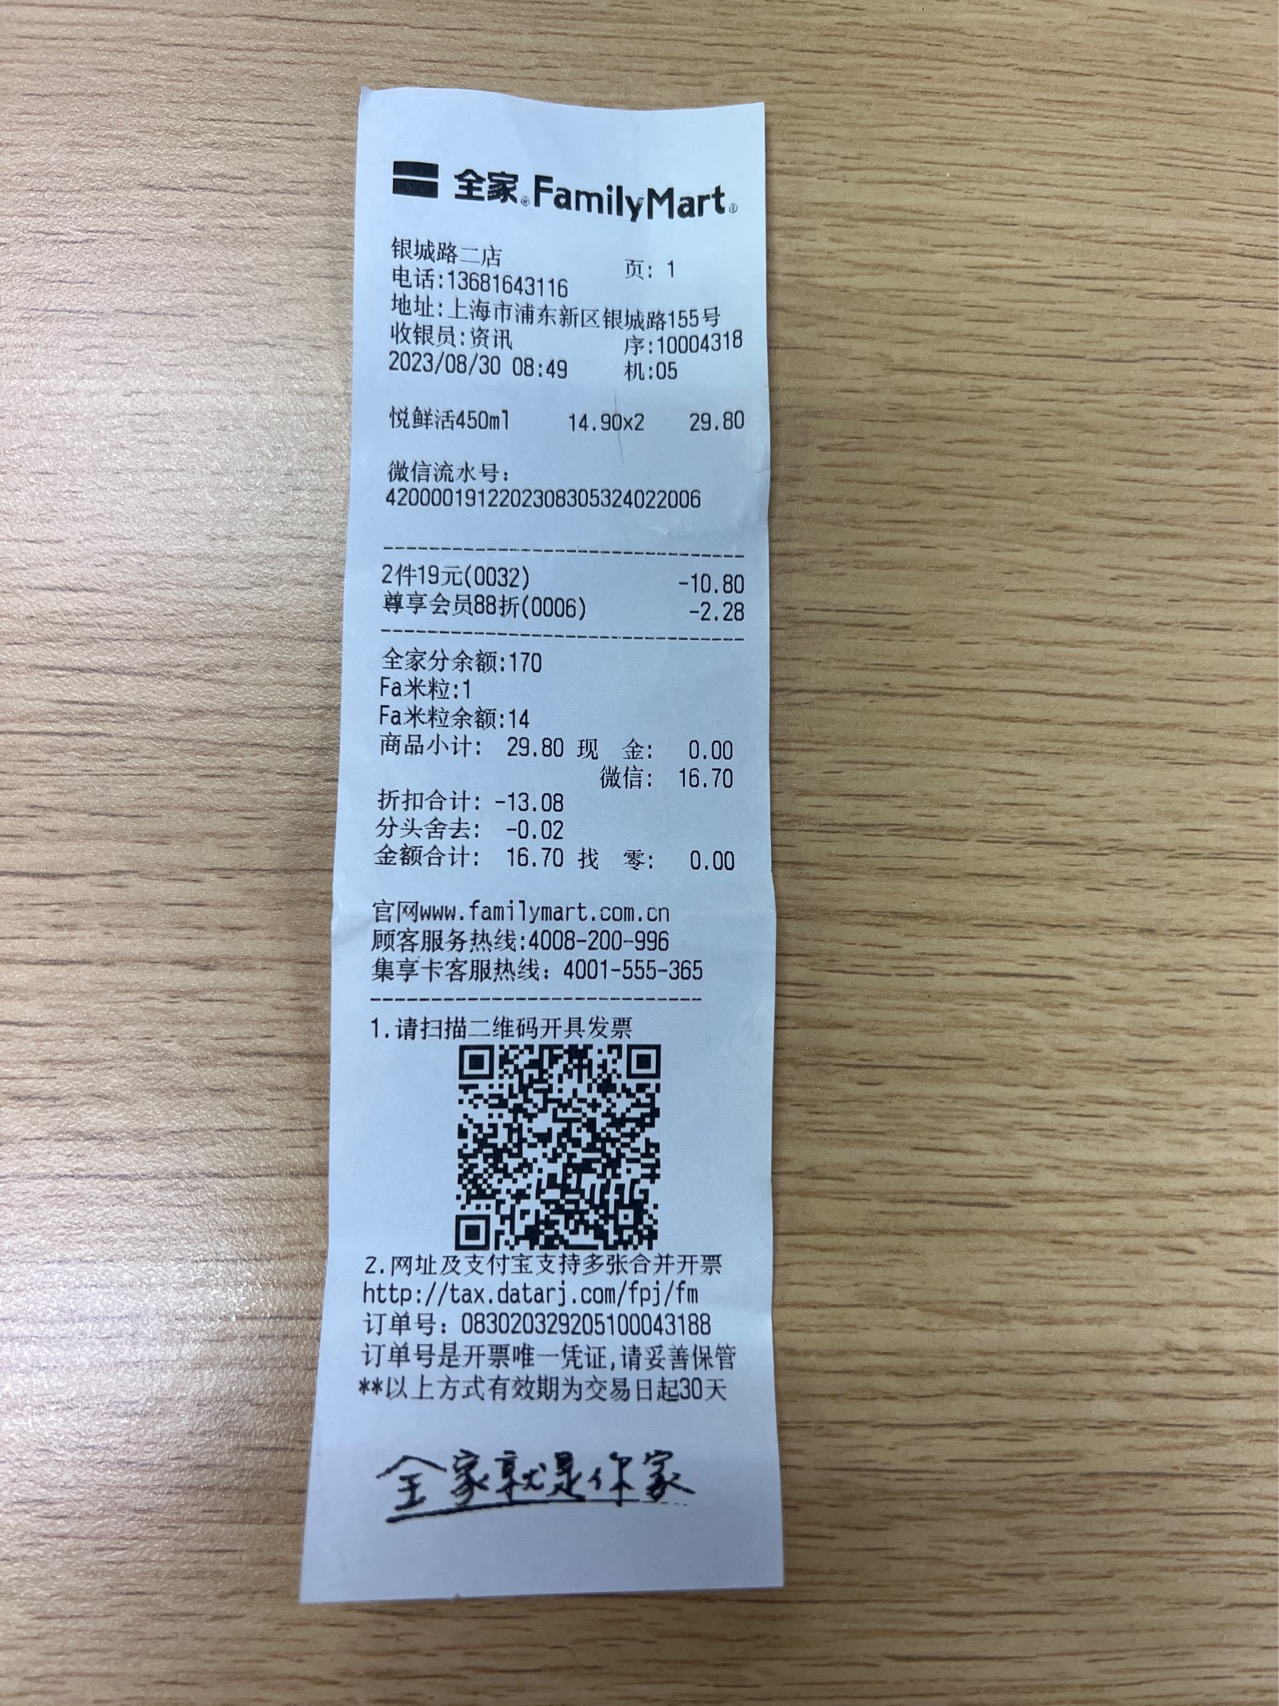 全家®FamilyMart®
银城路二店 页: 1
电话:13681643116
地址:上海市浦东新区银城路155号
收银员:资讯 序:10004318
2023/08/30 08:49 机:05
悦鲜活450ml 14.90x2 29.80
微信流水号:
4200001912202308305324022006
2件19元(0032) -10.80
尊享会员88折(0006) -2.28
全家分余额:170
Fa米粒:1
Fa米粒余额:14
商品小计: 29.80 现 金: 0.00
微信: 16.70
折扣合计: -13.08
分头舍去: -0.02
金额合计: 16.70 找 零: 0.00
官网www.familymart.com.cn
顾客服务热线:4008-200-996
集享卡客服热线: 4001-555-365
1.请扫描二维码开具发票
2.网址及支付宝支持多张合并开票
http://tax.datarj.com/fpj/fm
订单号: 083020329205100043188
订单号是开票唯一凭证,请妥善保管
**以上方式有效期为交易日起30天
全家就是你家